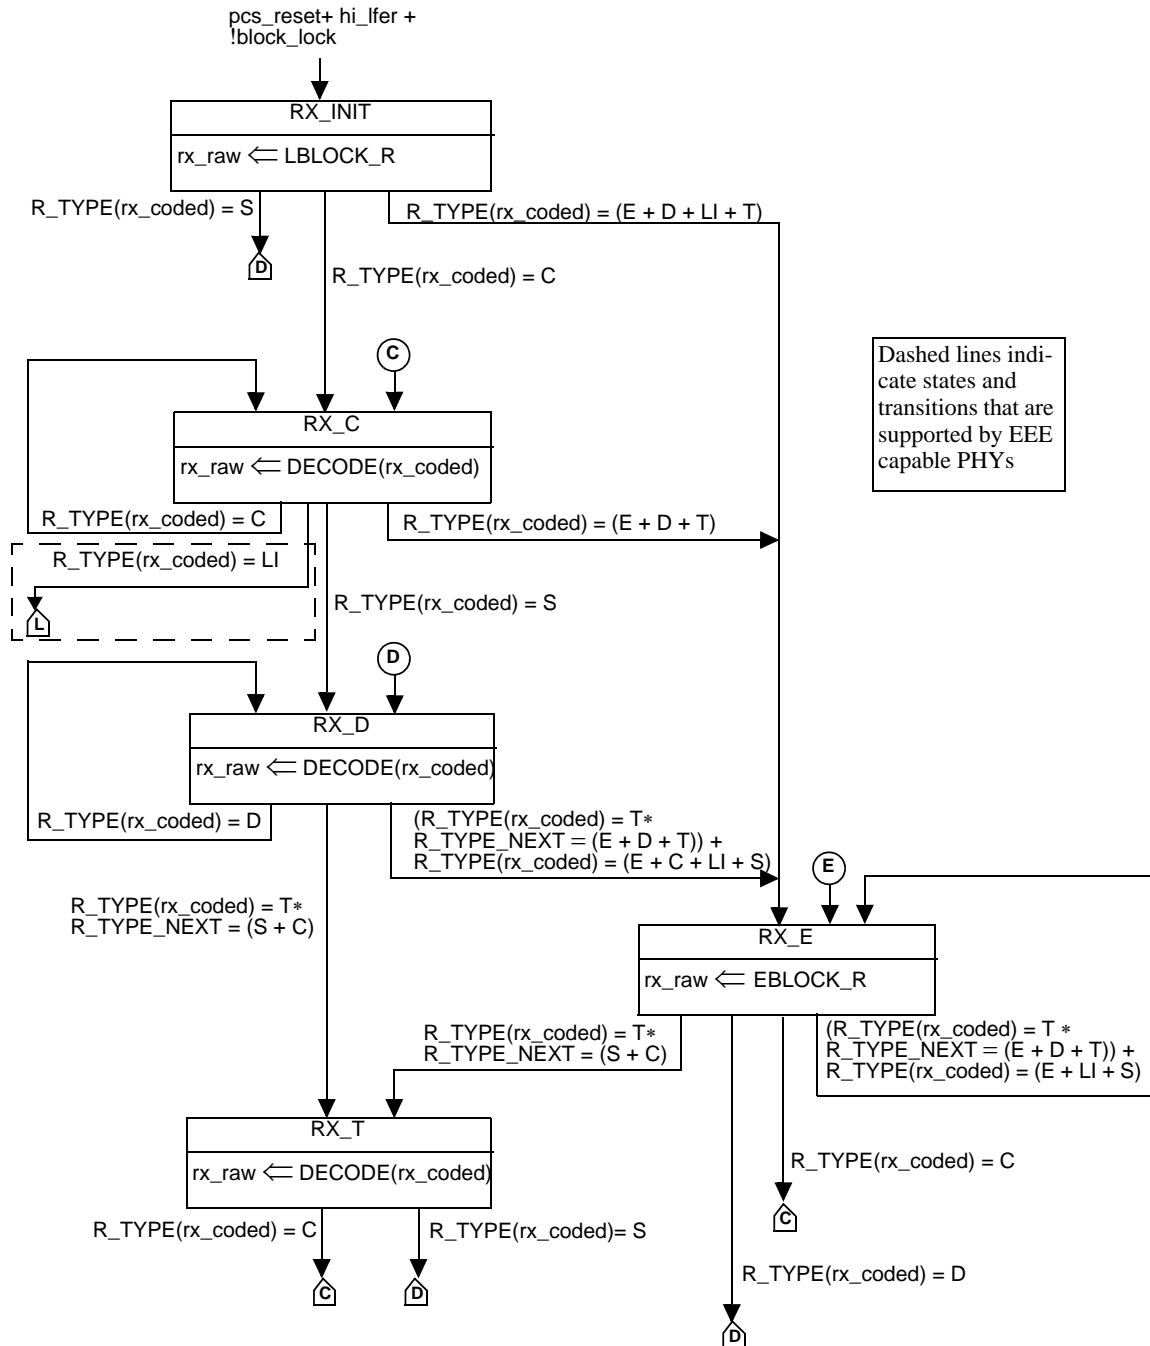 pcs_reset+ hi_lfer +
!block_lock
RX_INIT
rx_raw ⇐ LBLOCK_R
R_TYPE(rx_coded) = S
R_TYPE(rx_coded) = (E + D + LI + T)
D
R_TYPE(rx_coded) = C
C
Dashed lines indi-
cate states and
transitions that are
supported by EEE
capable PHYs
RX_C
rx_raw ⇐ DECODE(rx_coded)
R_TYPE(rx_coded) = C
R_TYPE(rx_coded) = (E + D + T)
R_TYPE(rx_coded) = LI
L
R_TYPE(rx_coded) = S
D
RX_D
rx_raw ⇐ DECODE(rx_coded)
R_TYPE(rx_coded) = D
(R_TYPE(rx_coded) = T*
R_TYPE_NEXT = (E + D + T)) +
R_TYPE(rx_coded) = (E + C + LI + S)
E
R_TYPE(rx_coded) = T*
R_TYPE_NEXT = (S + C)
RX_E
rx_raw ⇐ EBLOCK_R
R_TYPE(rx_coded) = T*
R_TYPE_NEXT = (S + C)
(R_TYPE(rx_coded) = T *
R_TYPE_NEXT = (E + D + T)) +
R_TYPE(rx_coded) = (E + LI + S)
RX_T
rx_raw ⇐ DECODE(rx_coded)
R_TYPE(rx_coded) = C
C
R_TYPE(rx_coded) = C
R_TYPE(rx_coded)= S
C
D
R_TYPE(rx_coded) = D
D